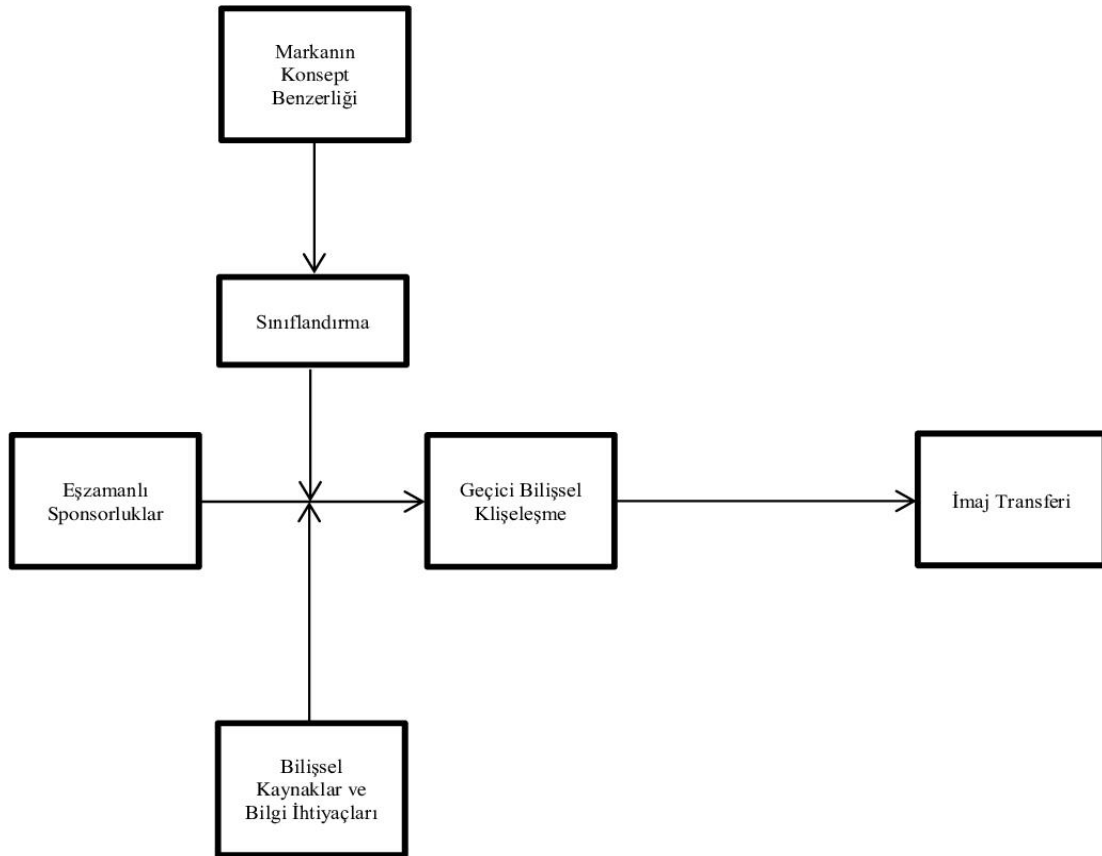 Markanın
Konsept
Benzerliği
Sınıflandırma
Eşzamanlı
Sponsorluklar
Geçici Bilişsel
Klişeleşme
İmaj Transferi
Bilişsel
Kaynaklar ve
Bilgi İhtiyaçları